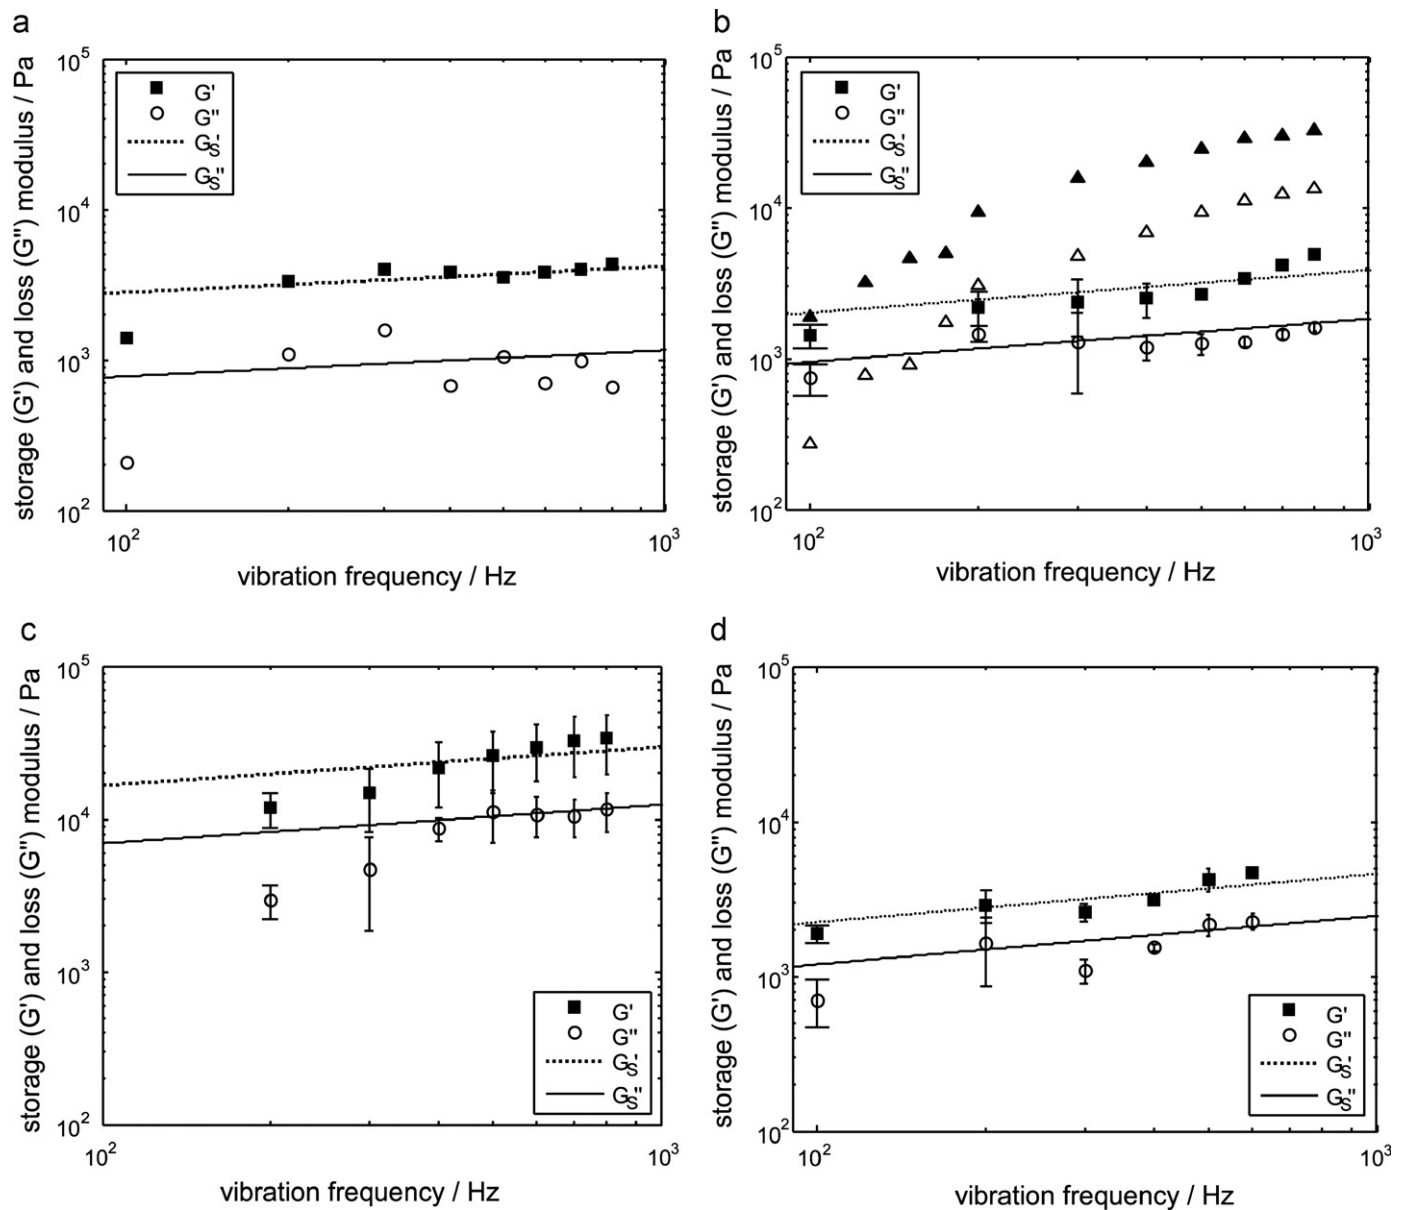 a
storage (G') and loss (G") modulus / Pa
10^5
10^4
10^3
10^2
G'
G"
G_S'
G_S"
10^2
10^3
vibration frequency / Hz
b
storage (G') and loss (G") modulus / Pa
10^5
10^4
10^3
10^2
G'
G"
G_S'
G_S"
10^2
10^3
vibration frequency / Hz
c
storage (G') and loss (G") modulus / Pa
10^5
10^4
10^3
10^2
G'
G"
G_S'
G_S"
10^2
10^3
vibration frequency / Hz
d
storage (G') and loss (G") modulus / Pa
10^5
10^4
10^3
10^2
G'
G"
G_S'
G_S"
10^2
10^3
vibration frequency / Hz